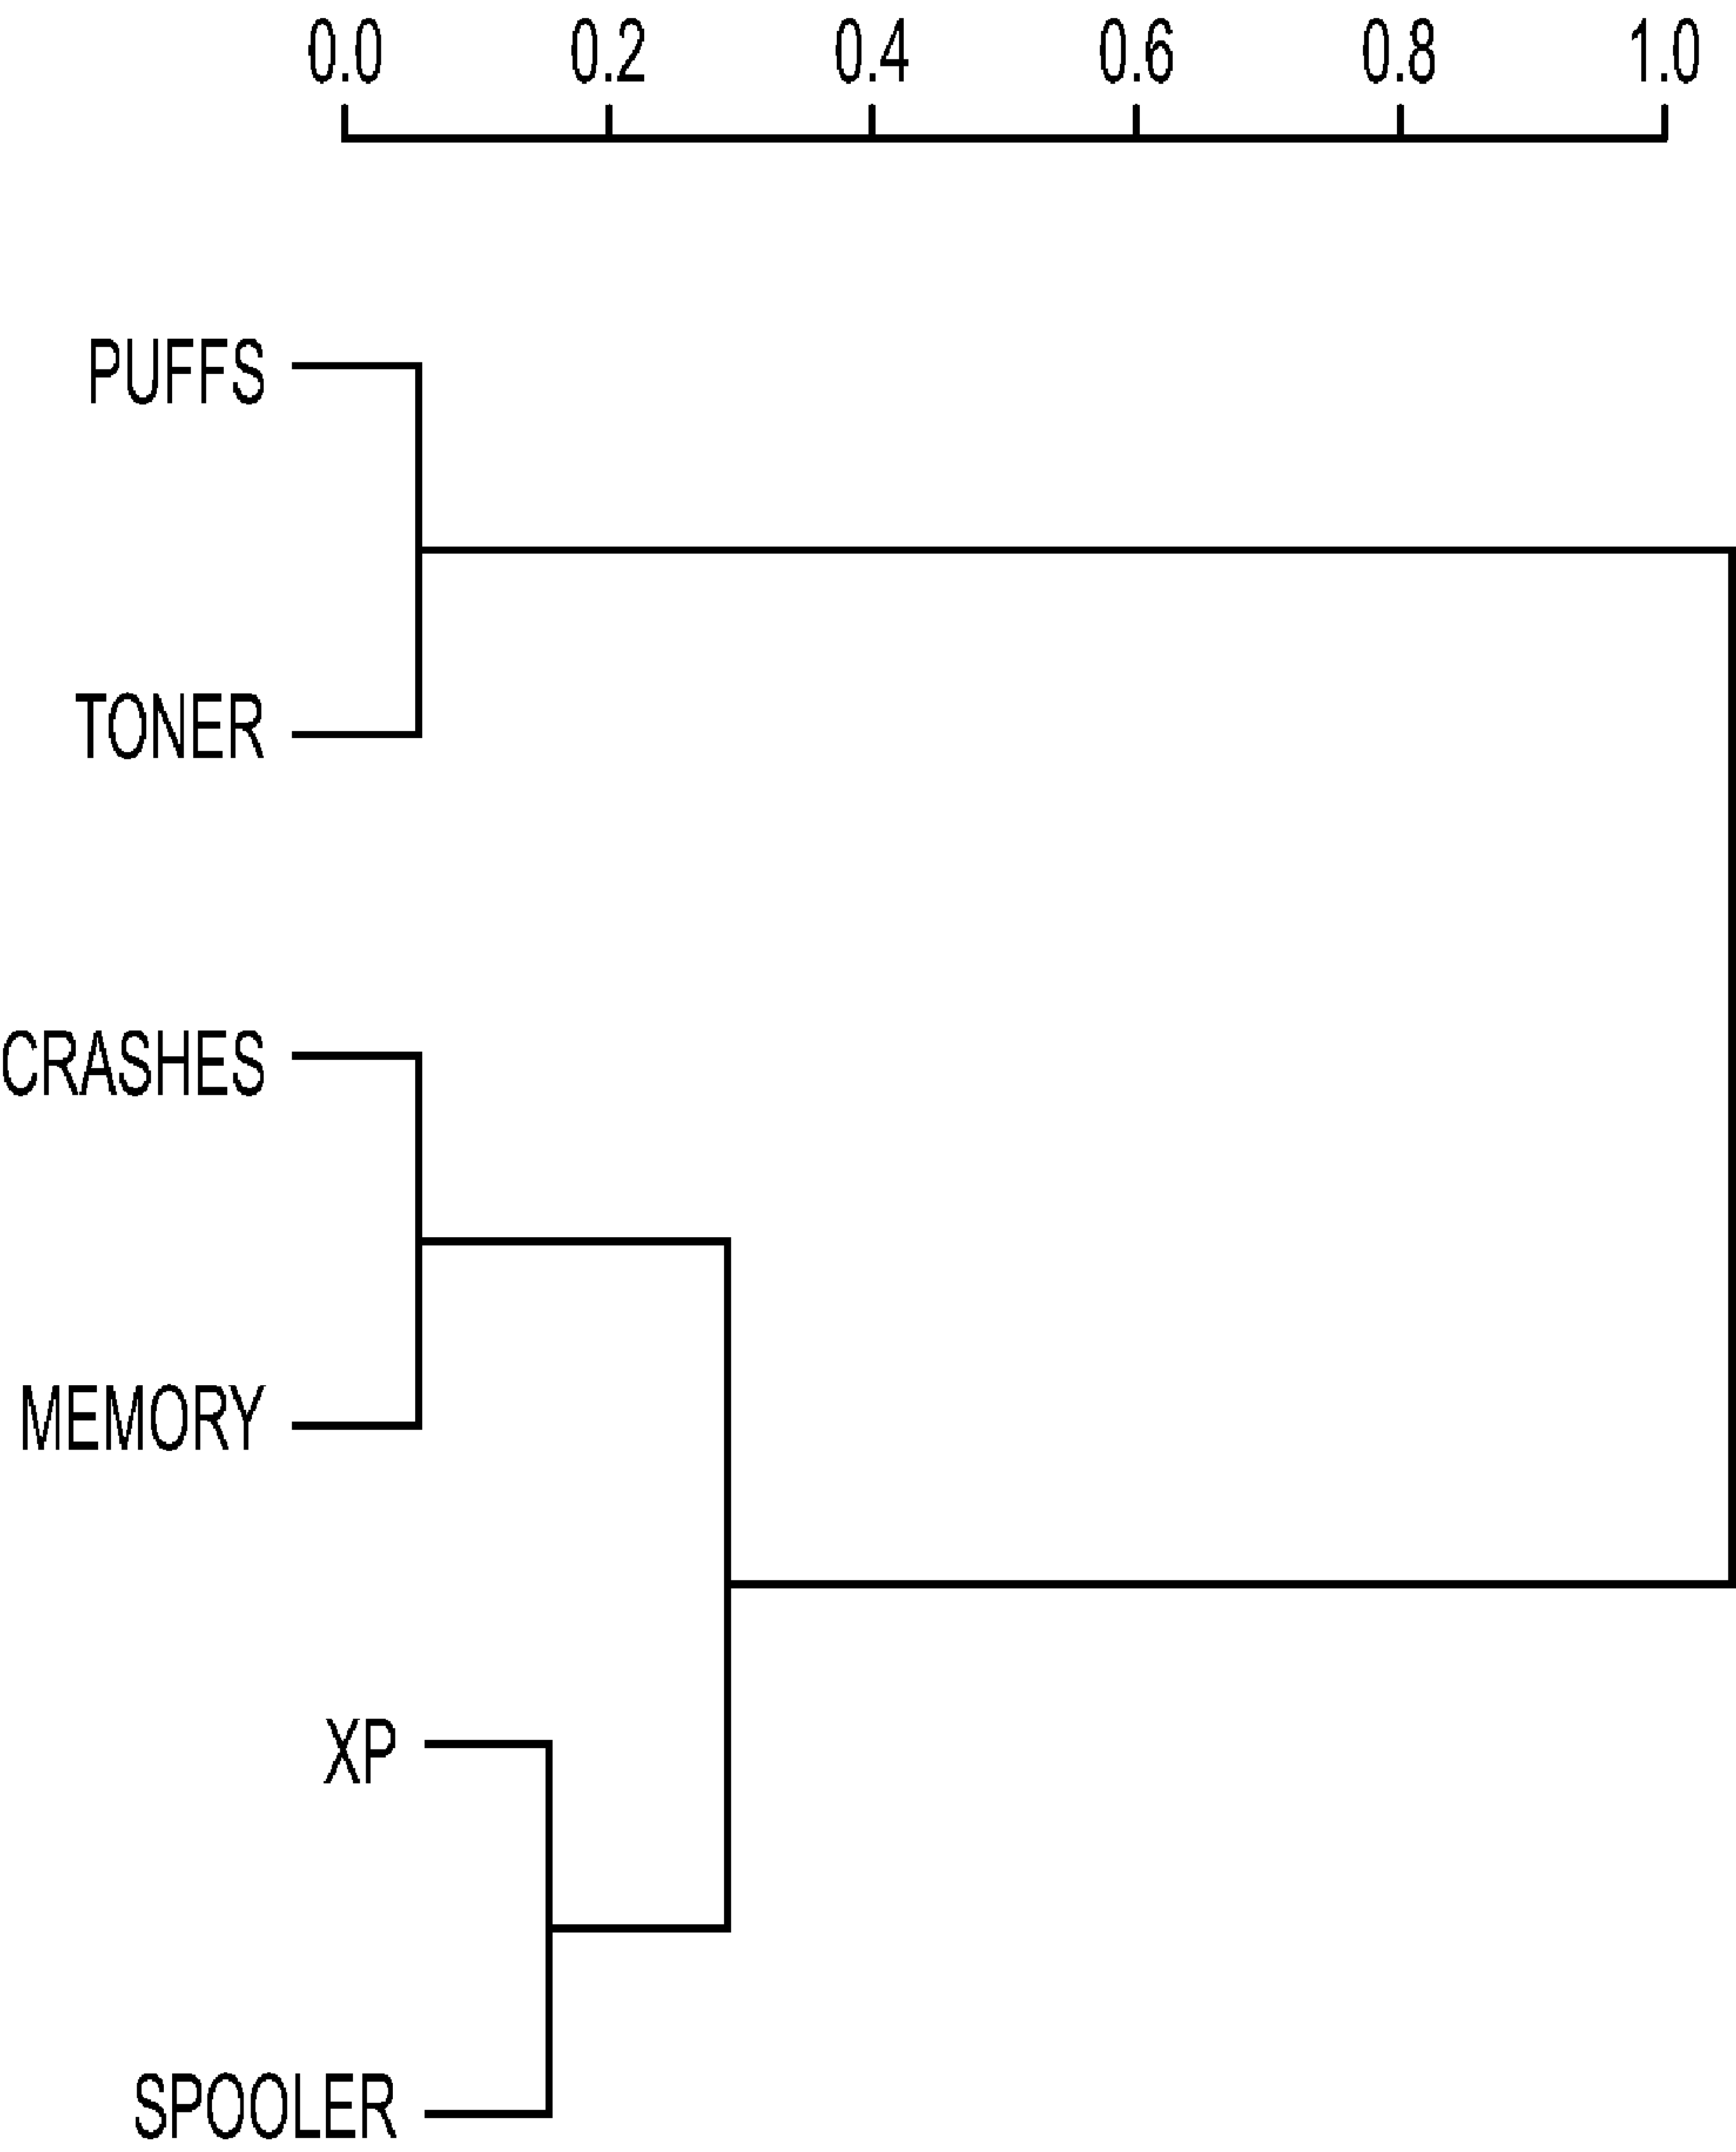 0.0 0.2 0.4 0.6 0.8 1.0
PUFFS
TONER
CRASHES
MEMORY
XP
SPOOLER